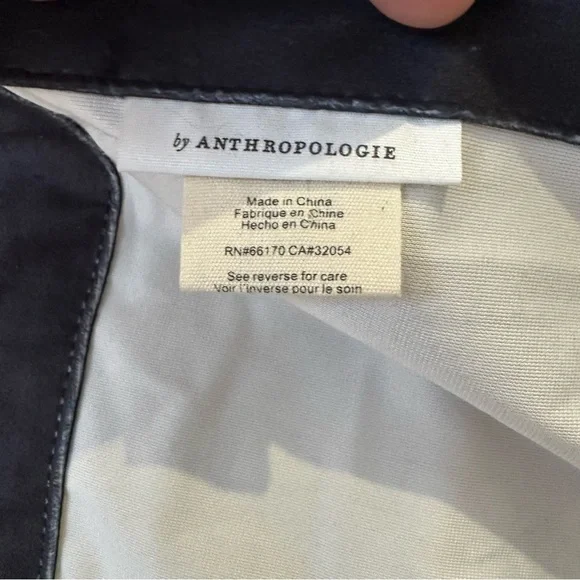 by ANTHROPOLOGIE
Made in China
Fabrique en Chine
Hecho en China
RN#66170 CA#32054
See reverse for care
Voir l'inverse pour le soin